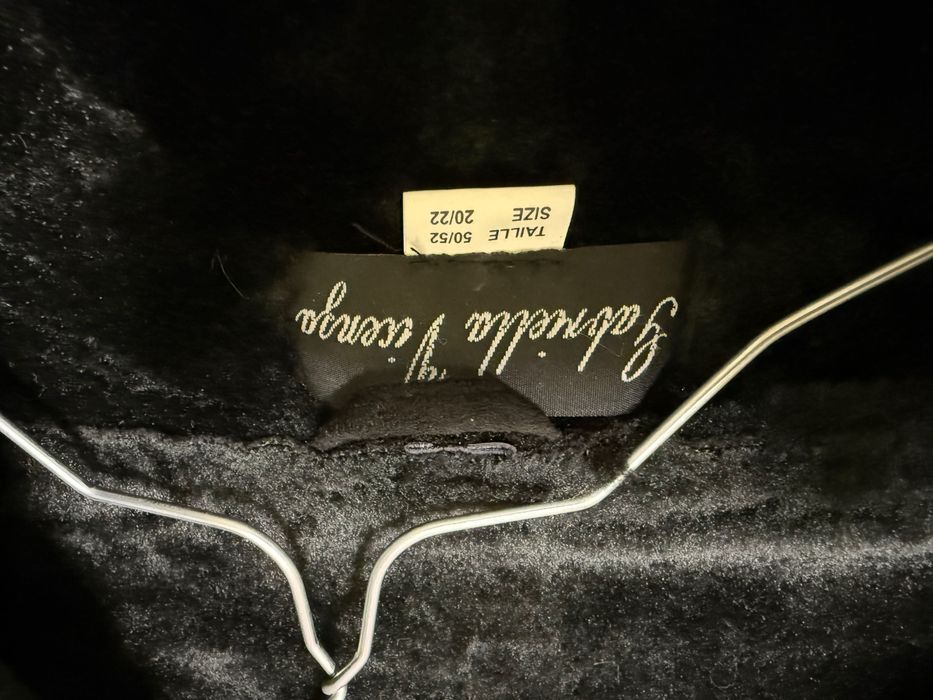 Gabriella Vicenza
TAILLE 50/52
SIZE 20/22